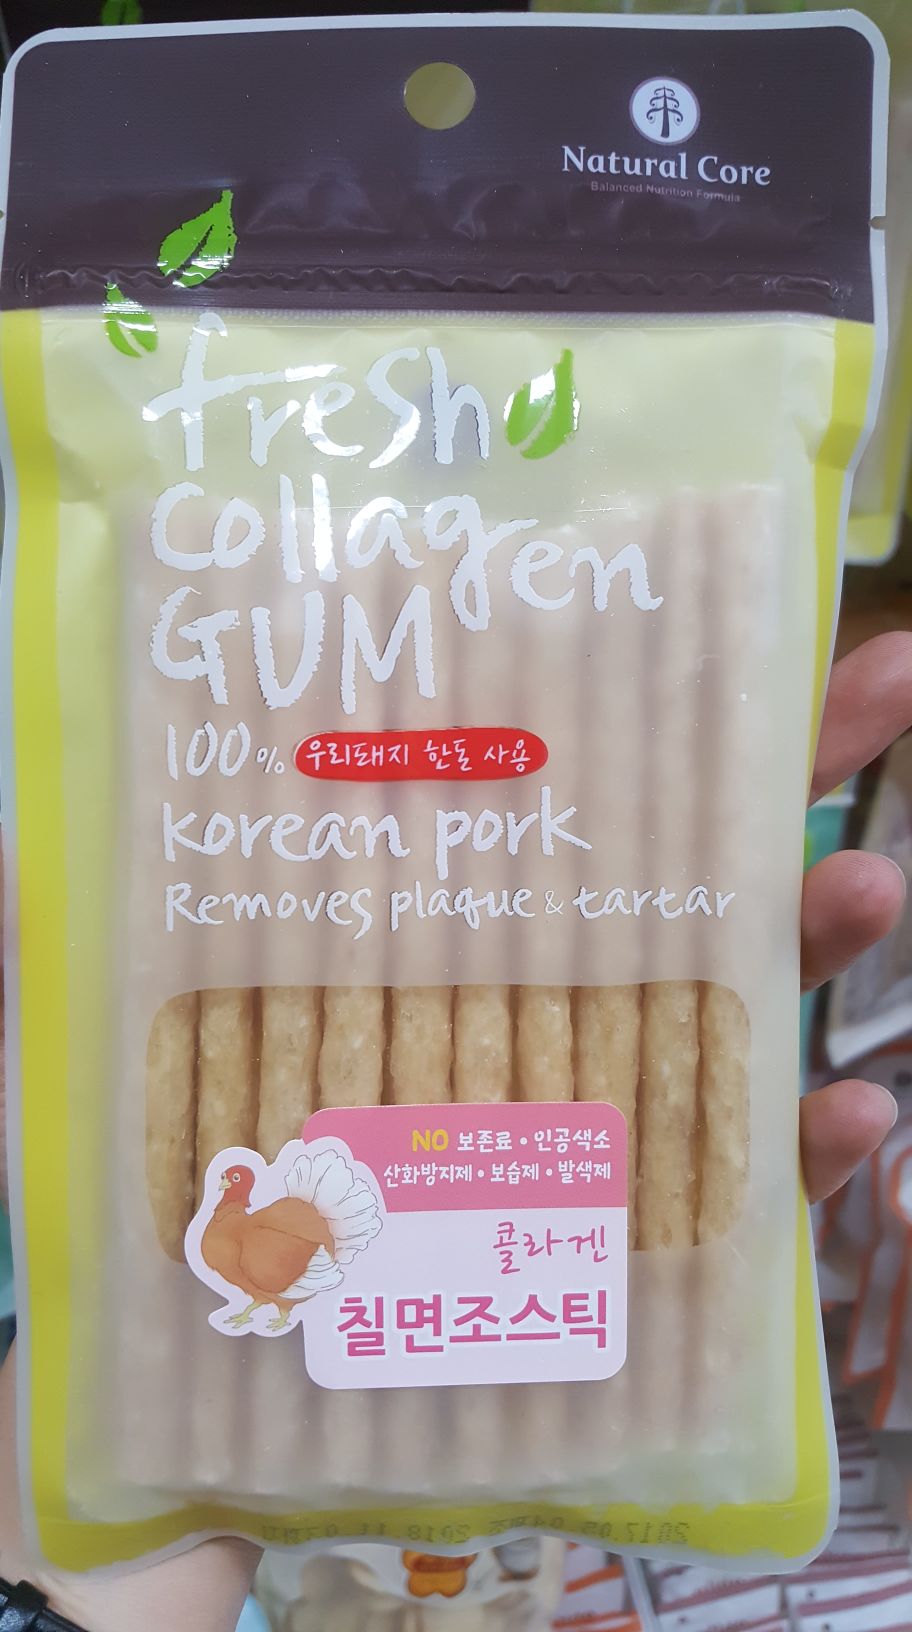 Natural Core
Balanced Nutrition Formula
fresh
Collagen
GUM
100% 우리돼지 한돈 사용
korean pork
Removes plaque & tartar
NO 보존료 • 인공색소
산화방지제 • 보습제 • 발색제
콜라겐
칠면조스틱